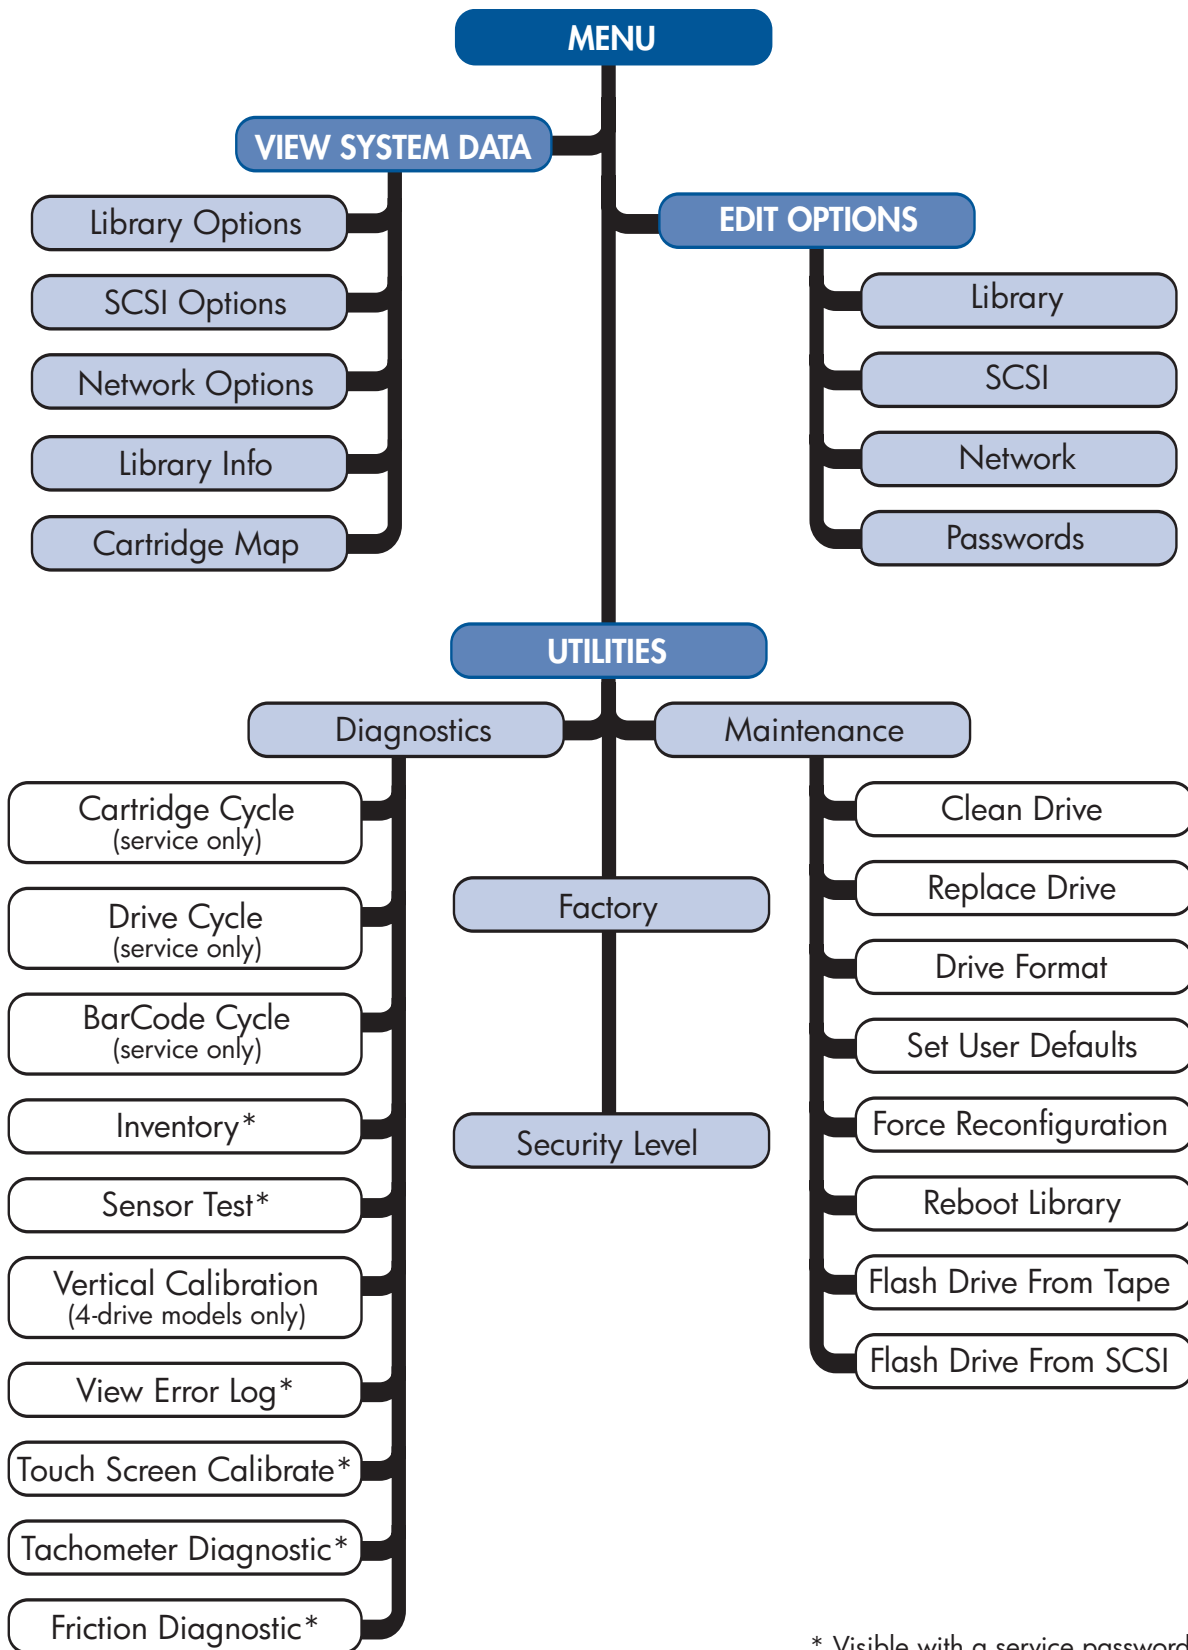 MENU
VIEW SYSTEM DATA
Library Options
SCSI Options
Network Options
Library Info
Cartridge Map
EDIT OPTIONS
Library
SCSI
Network
Passwords
UTILITIES
Diagnostics
Cartridge Cycle
(service only)
Drive Cycle
(service only)
BarCode Cycle
(service only)
Inventory*
Sensor Test*
Vertical Calibration
(4-drive models only)
View Error Log*
Touch Screen Calibrate*
Tachometer Diagnostic*
Friction Diagnostic*
Factory
Security Level
Maintenance
Clean Drive
Replace Drive
Drive Format
Set User Defaults
Force Reconfiguration
Reboot Library
Flash Drive From Tape
Flash Drive From SCSI
* Visible with a service password